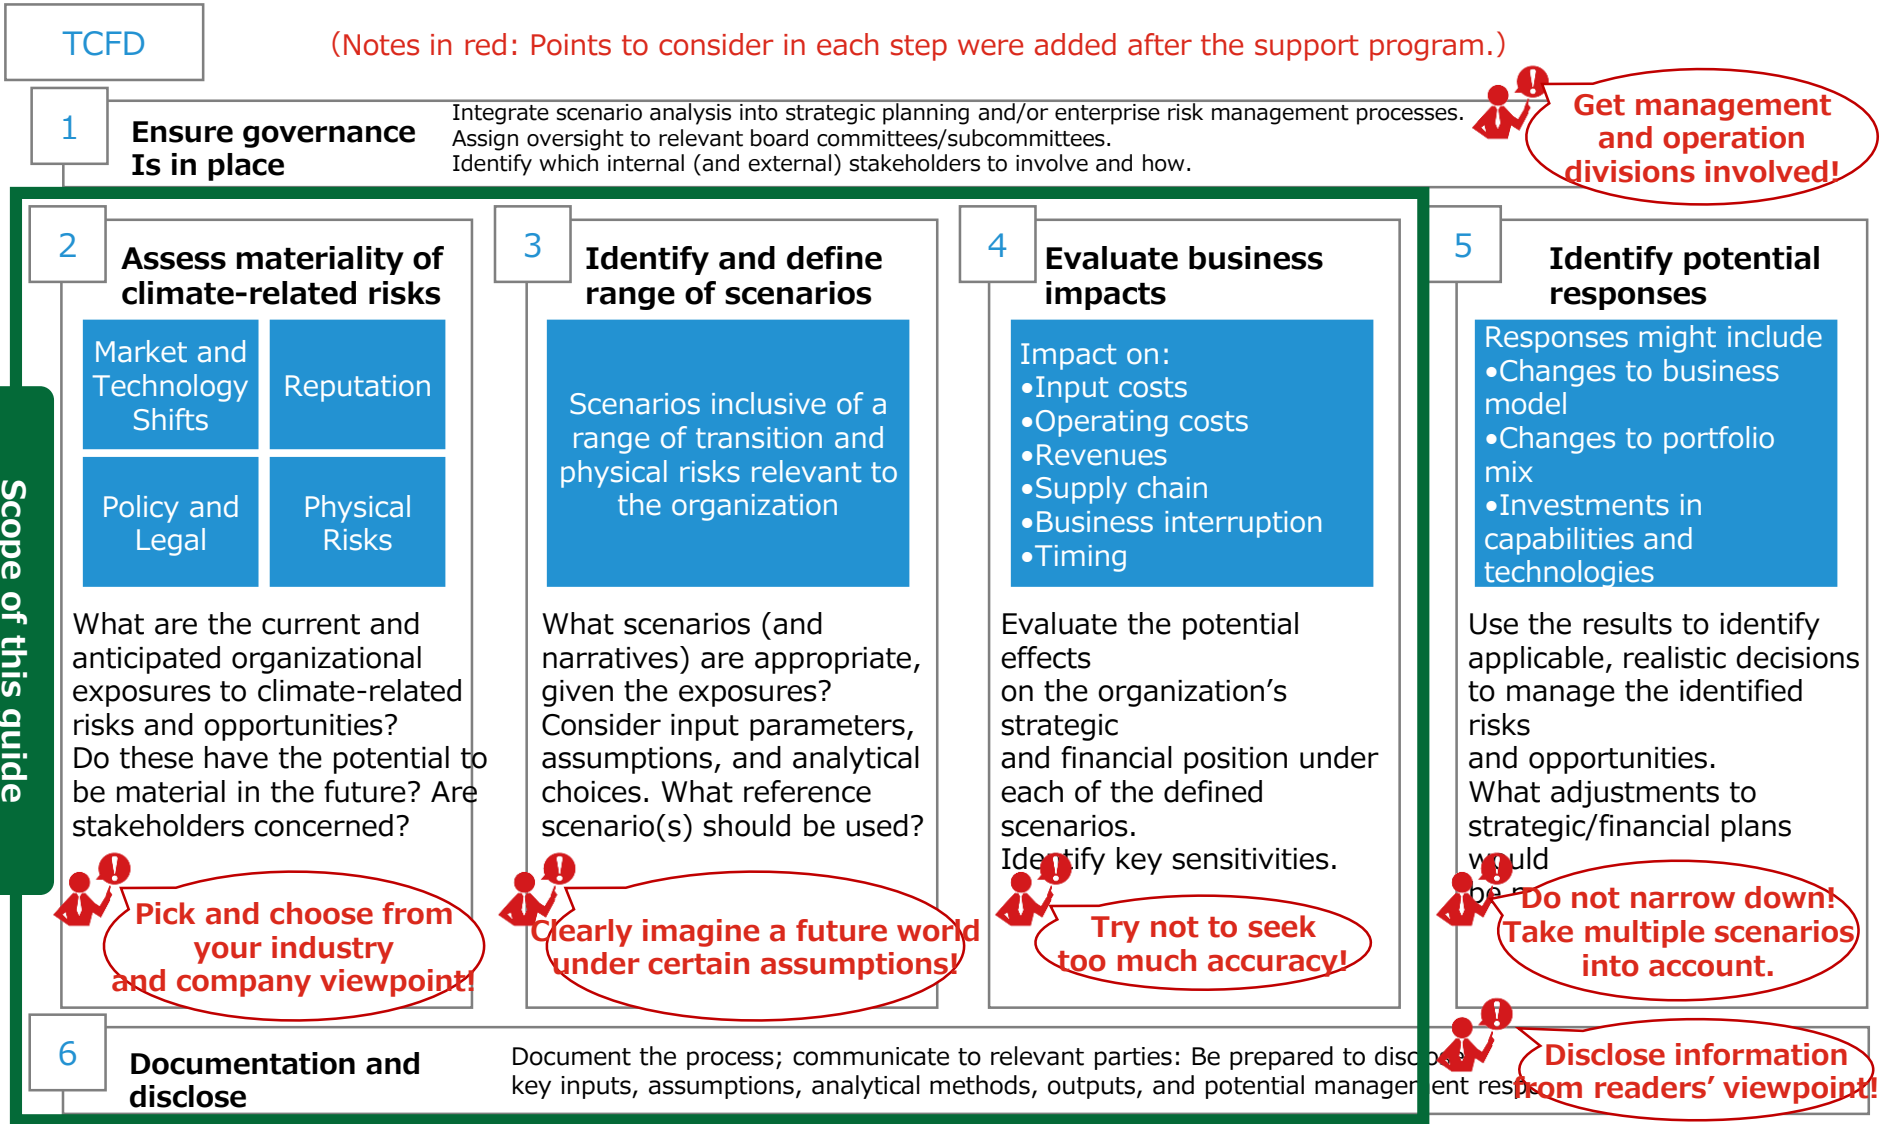 TCFD
（Notes in red: Points to consider in each step were added after the support program.）
1
Ensure governance
Is in place
Integrate scenario analysis into strategic planning and/or enterprise risk management processes.
Assign oversight to relevant board committees/subcommittees.
Identify which internal (and external) stakeholders to involve and how.
Get management
and operation
divisions involved!
Scope of this guide
2
Assess materiality of
climate-related risks
Market and
Technology
Shifts
Reputation
Policy and
Legal
Physical
Risks
What are the current and
anticipated organizational
exposures to climate-related
risks and opportunities?
Do these have the potential to
be material in the future? Are
stakeholders concerned?
Pick and choose from
your industry
and company viewpoint!
3
Identify and define
range of scenarios
Scenarios inclusive of a
range of transition and
physical risks relevant to
the organization
What scenarios (and
narratives) are appropriate,
given the exposures?
Consider input parameters,
assumptions, and analytical
choices. What reference
scenario(s) should be used?
Clearly imagine a future world
under certain assumptions!
4
Evaluate business
impacts
Impact on:
•Input costs
•Operating costs
•Revenues
•Supply chain
•Business interruption
•Timing
Evaluate the potential
effects
on the organization’s
strategic
and financial position under
each of the defined
scenarios.
Identify key sensitivities.
Try not to seek
too much accuracy!
5
Identify potential
responses
Responses might include
•Changes to business
model
•Changes to portfolio
mix
•Investments in
capabilities and
technologies
Use the results to identify
applicable, realistic decisions
to manage the identified
risks
and opportunities.
What adjustments to
strategic/financial plans
would
be
Do not narrow down!
Take multiple scenarios
into account.
6
Documentation and
disclose
Document the process; communicate to relevant parties: Be prepared to disclose
key inputs, assumptions, analytical methods, outputs, and potential management
Disclose information
from readers’ viewpoint!